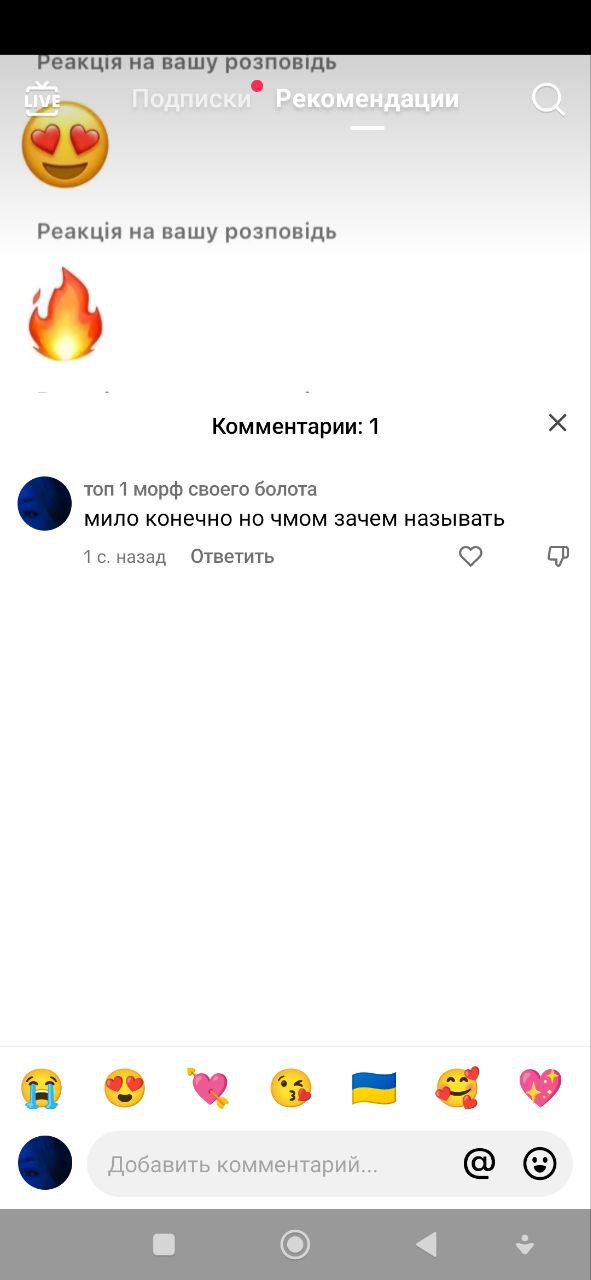 Реакція на вашу розповідь
LIVE
Подписки Рекомендации
Реакція на вашу розповідь
Комментарии: 1
топ 1 морф своего болота
мило конечно но чмом зачем называть
1 с. назад Ответить
Добавить комментарий... @